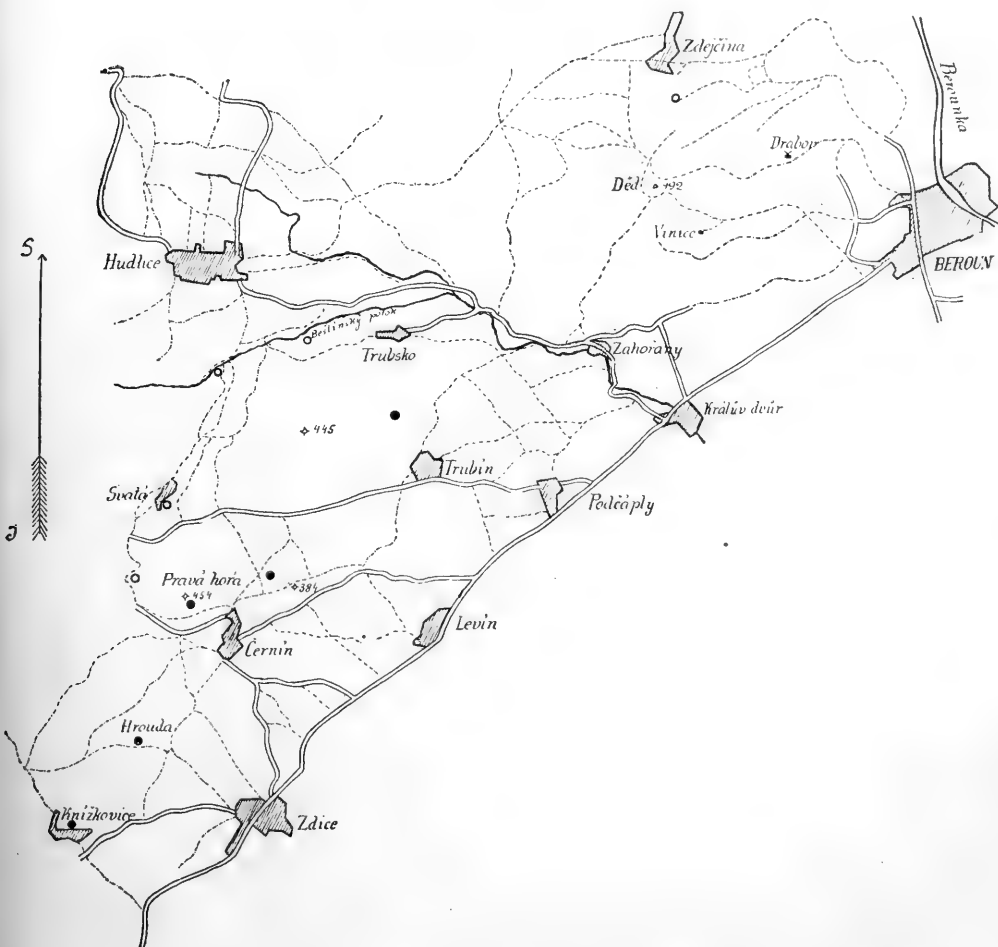 Zdejčina
Berounka
Drabov
Děd 492
Vinice
BEROUN
S
Hudlice
Trubsko
Zahořany
Králův dvůr
445
Trubín
Svatá
Podčáply
J
Pravá hora
454
384
Levín
Černín
Hrouda
Knížkovice
Zdice